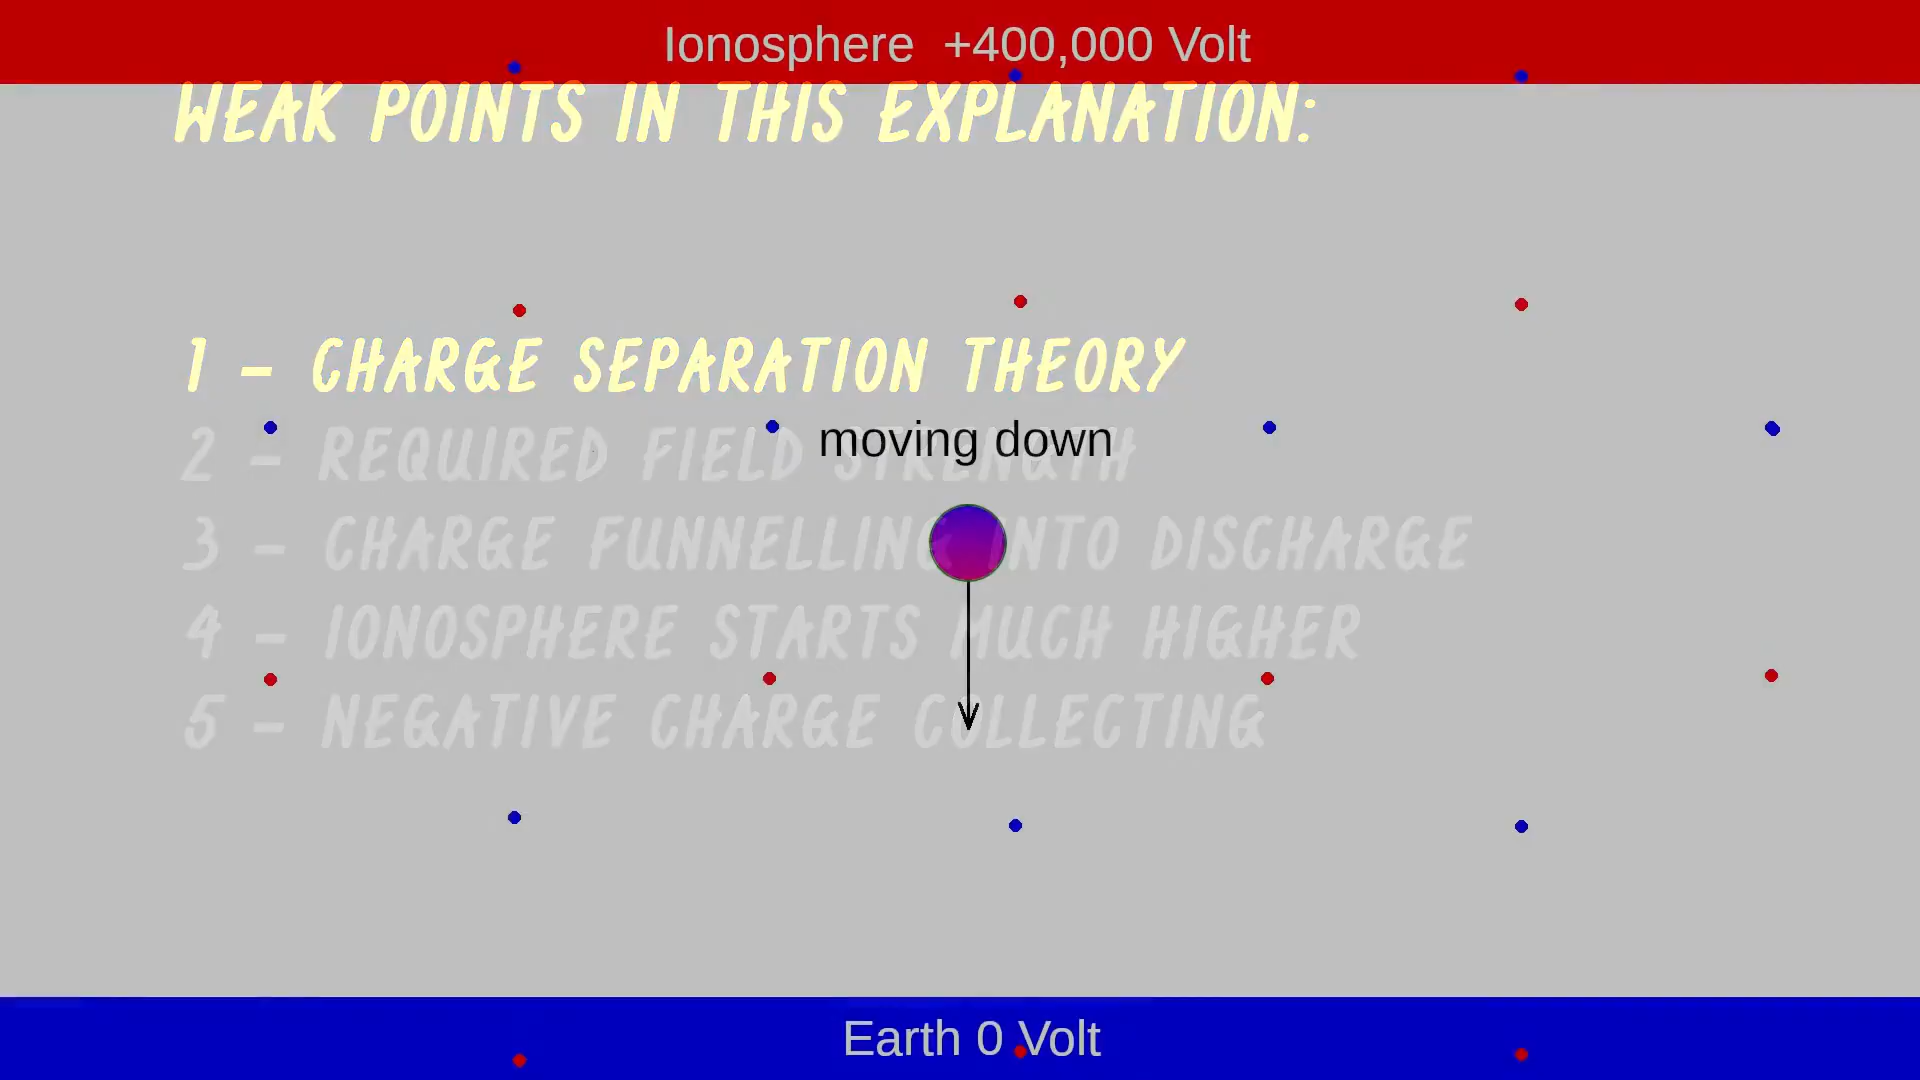 Ionosphere  +400,000 Volt
WEAK POINTS IN THIS EXPLANATION:
1 - CHARGE SEPARATION THEORY
moving down
2 - REQUIRED FIELD STRENGTH
3 - CHARGE FUNNELLING INTO DISCHARGE
4 - IONOSPHERE STARTS MUCH HIGHER
5 - NEGATIVE CHARGE COLLECTING
Earth 0 Volt